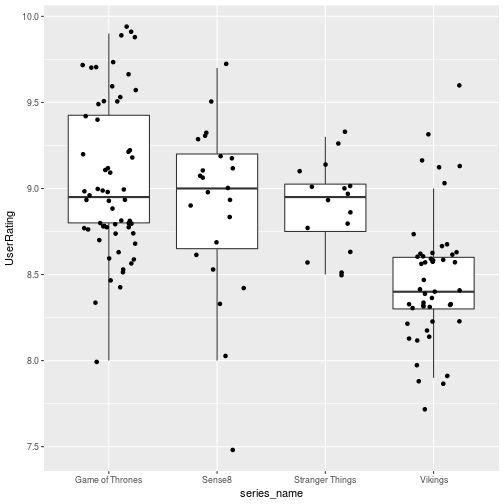 10.0
9.5
9.0
8.5
8.0
7.5
UserRating
Game of Thrones
Sense8
Stranger Things
Vikings
series_name